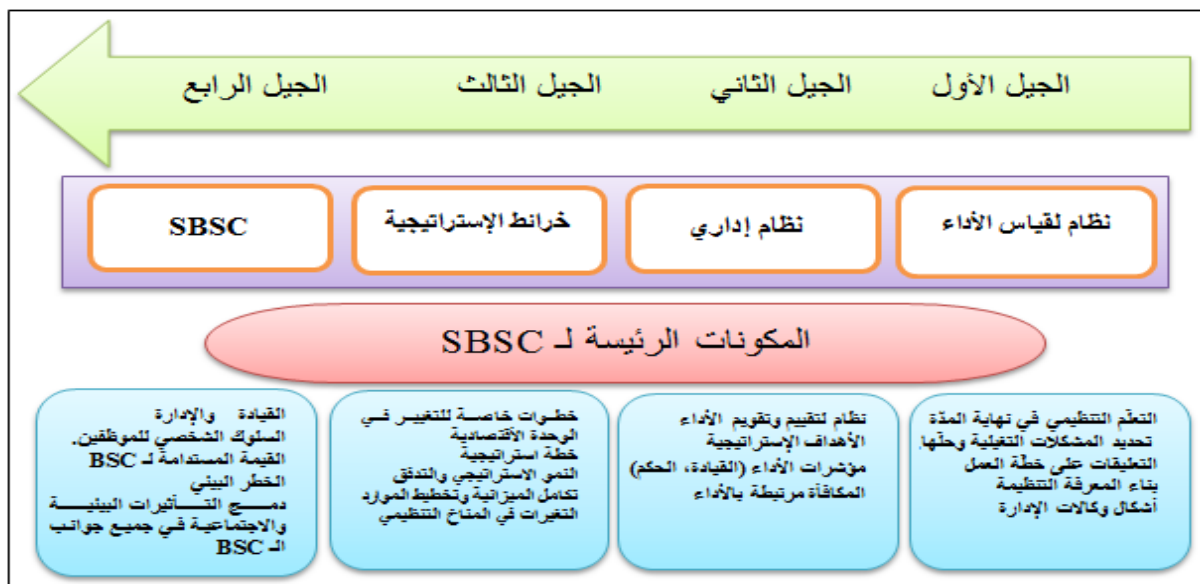 الجيل الأول
الجيل الثاني
الجيل الثالث
الجيل الرابع
نظام لقياس الأداء
نظام إداري
خرائط الإستراتيجية
SBSC
المكونات الرئيسة لـ SBSC
التعلّم التنظيمي في نهاية المدّة
تحديد المشكلات التغيلية وحلّها.
التعليقات على خطّة العمل
بناء المعرفة التنظيمة
أشكال وكالات الإدارة
نظام لتقييم وتقويم الأداء
الأهداف الإستراتيجية
مؤشرات الأداء (القيادة، الحكم)
المكافأة مرتبطة بالأداء
خطوات خاصة للتغيير في
الوحدة الأقتصادية
خطة استراتيجية
النمو الاستراتيجي والتدفق
تكامل الميزانية وتخطيط الموارد
التغيرات في المناخ التنظيمي
القيادة والإدارة
السلوك الشخصي للموظفين.
القيمة المستدامة لـ BSC
الخطر البيئي
دمج التأثيرات البيئية
والاجتماعية في جميع جوانب
الـ BSC